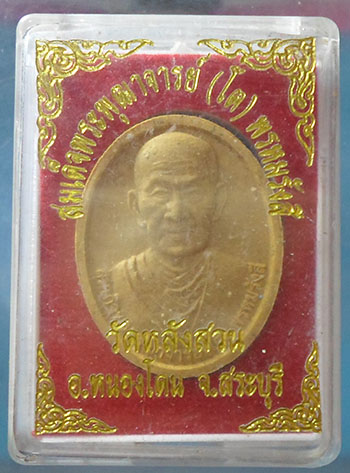 สมเด็จพระพุฒาจารย์ (โต) พรหมรังสี
วัดหลังสวน
อ.หนองโดน จ.สระบุรี